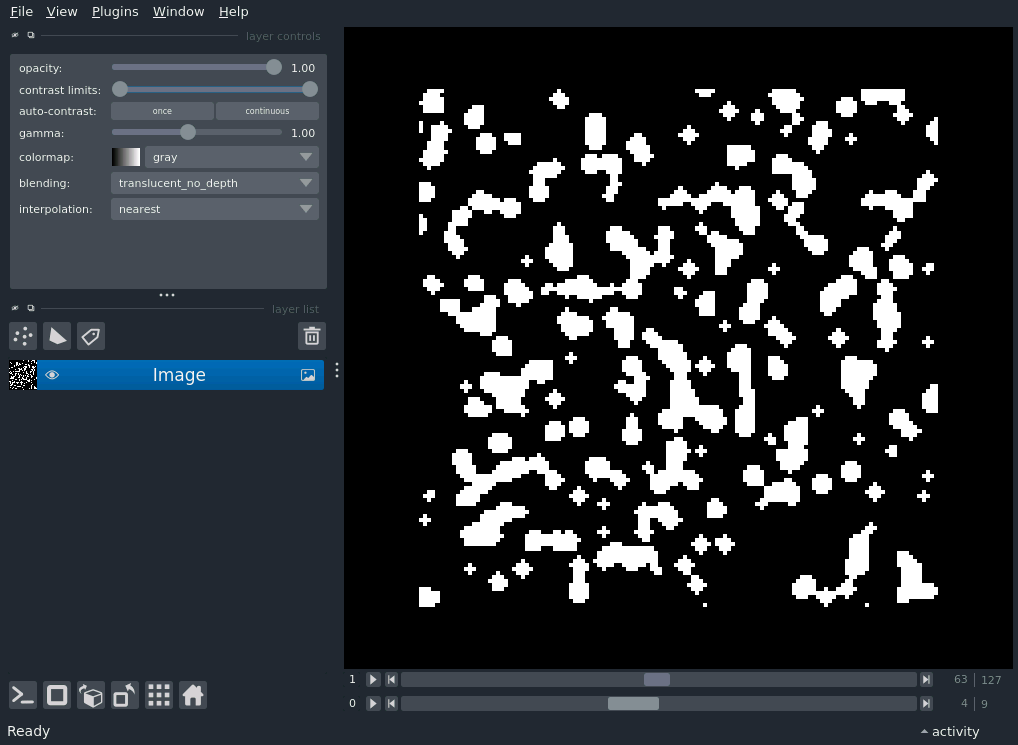 File View Plugins Window Help
layer controls
opacity: 1.00
contrast limits:
auto-contrast: once continuous
gamma: 1.00
colormap: gray
blending: translucent_no_depth
interpolation: nearest
layer list
Image
1 63 127
0 4 9
Ready activity